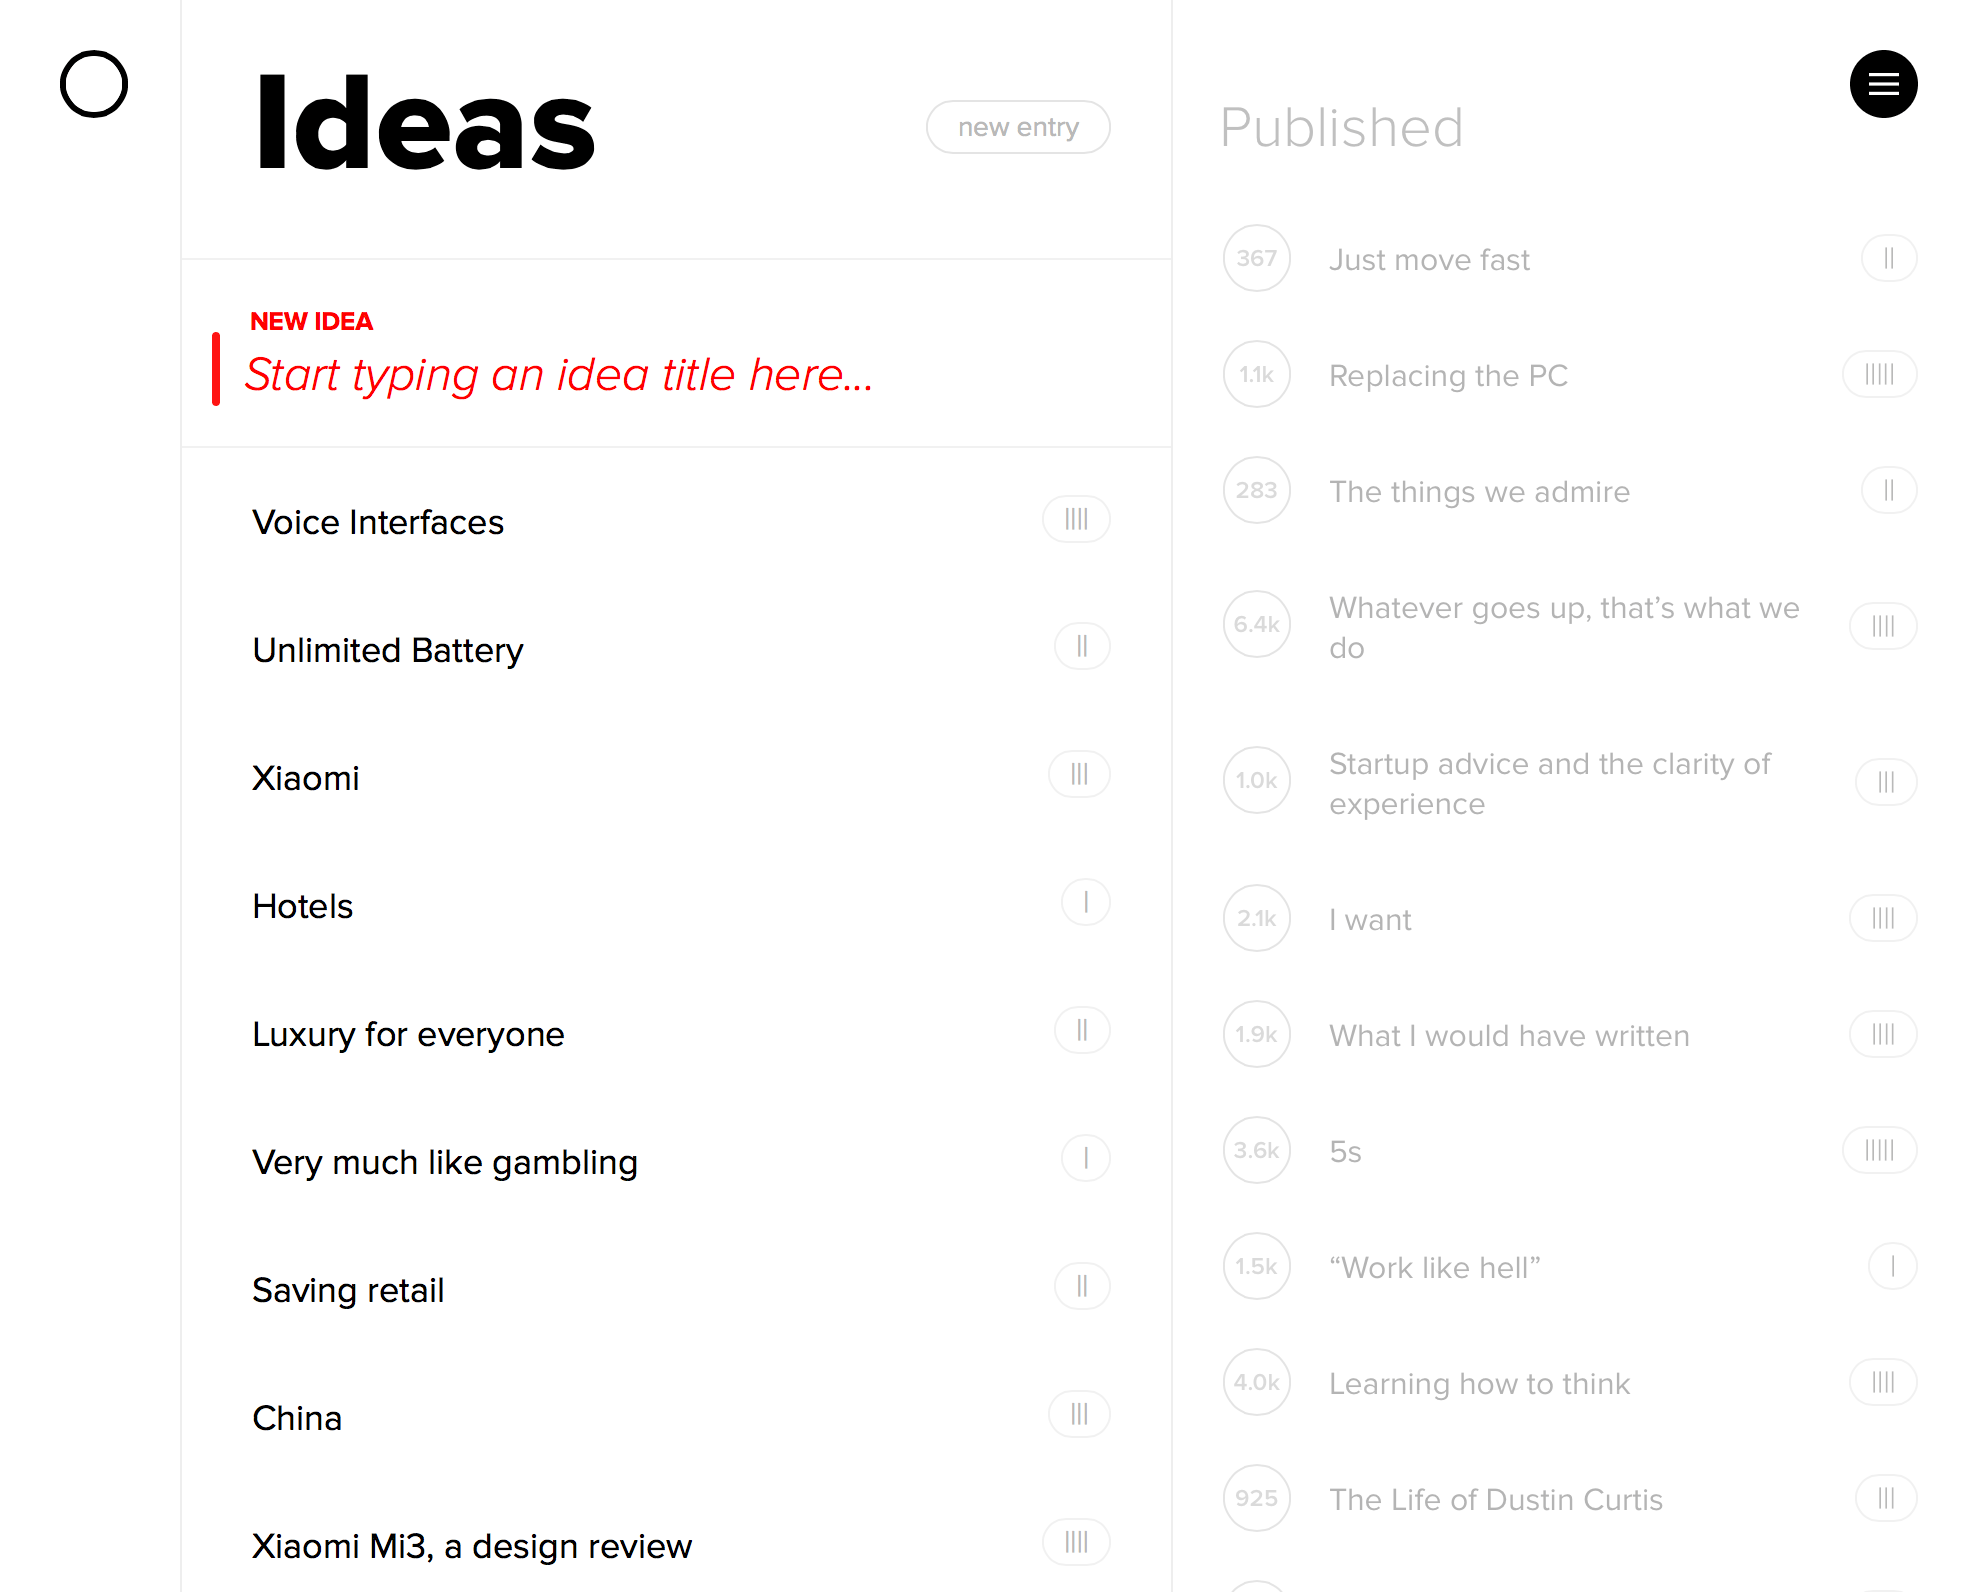 Ideas
new entry
NEW IDEA
Start typing an idea title here...
Voice Interfaces
Unlimited Battery
Xiaomi
Hotels
Luxury for everyone
Very much like gambling
Saving retail
China
Xiaomi Mi3, a design review
Published
367 Just move fast
1.1k Replacing the PC
283 The things we admire
6.4k Whatever goes up, that’s what we
do
1.0k Startup advice and the clarity of
experience
2.1k I want
1.9k What I would have written
3.6k 5s
1.5k “Work like hell”
4.0k Learning how to think
925 The Life of Dustin Curtis